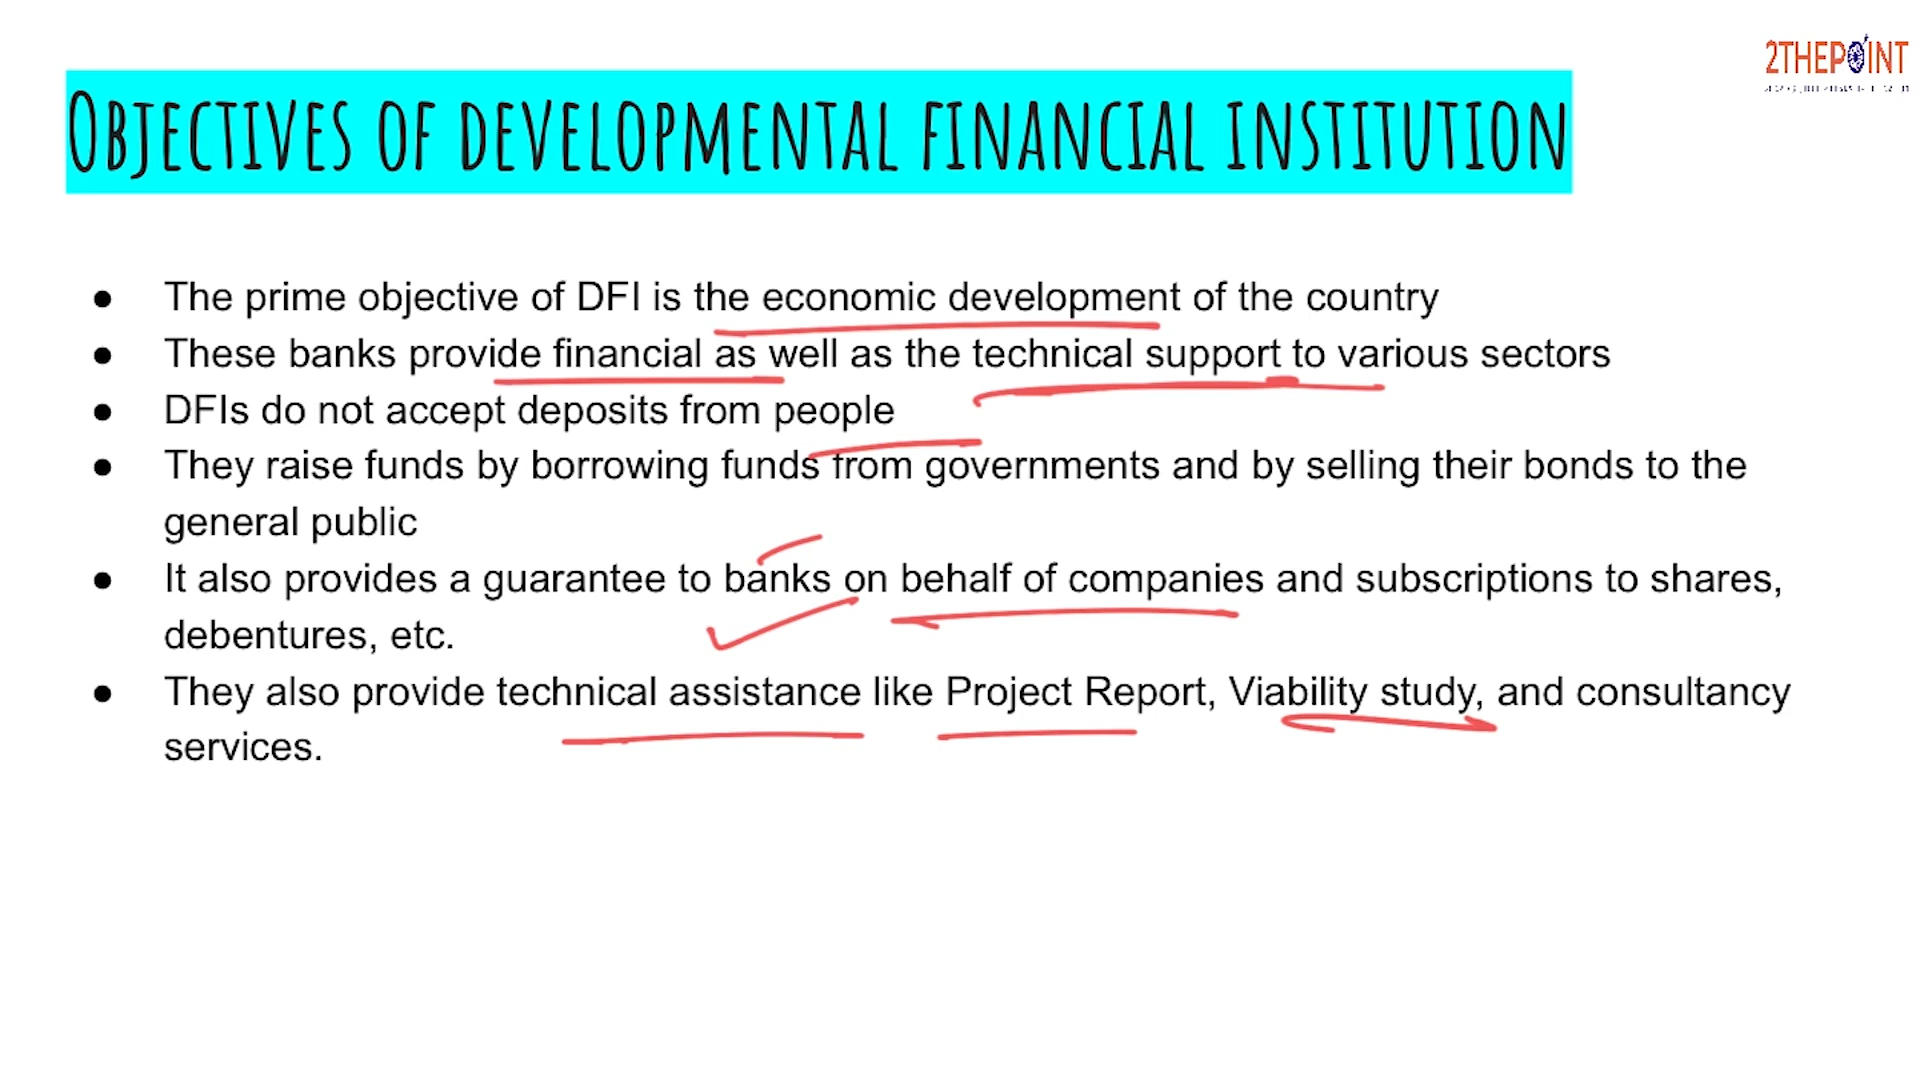 2THEPOINT
OBJECTIVES OF DEVELOPMENTAL FINANCIAL INSTITUTION
● The prime objective of DFI is the economic development of the country
● These banks provide financial as well as the technical support to various sectors
● DFIs do not accept deposits from people
● They raise funds by borrowing funds from governments and by selling their bonds to the
general public
● It also provides a guarantee to banks on behalf of companies and subscriptions to shares,
debentures, etc.
● They also provide technical assistance like Project Report, Viability study, and consultancy
services.